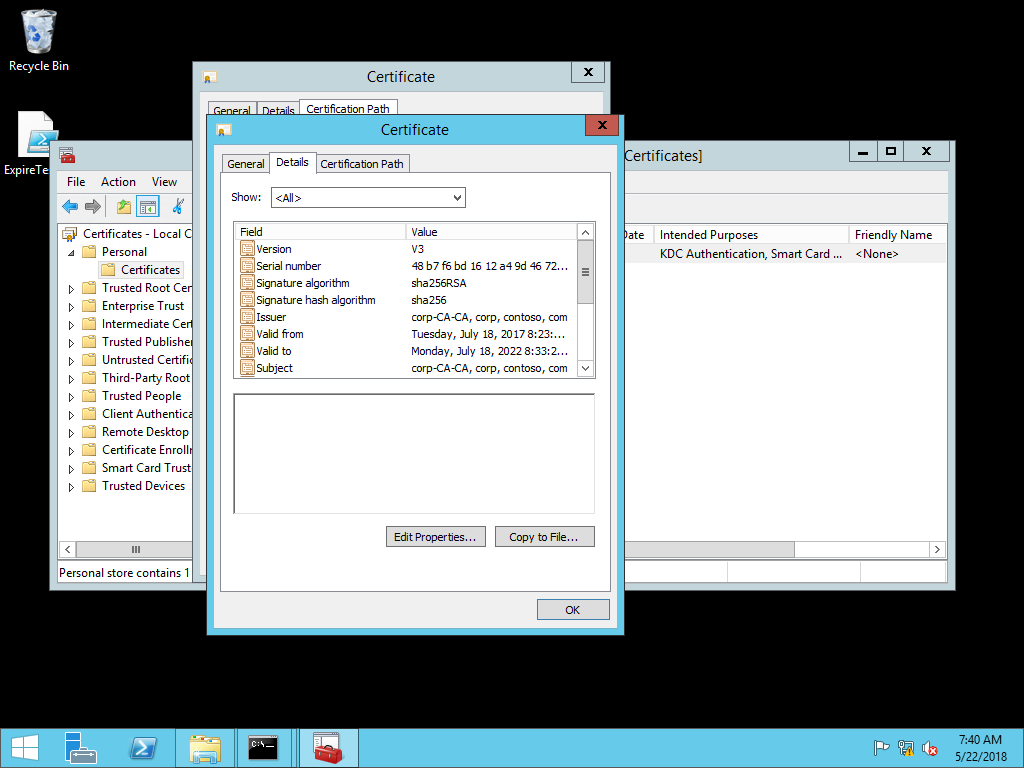 Recycle Bin
ExpireTe
Certificate
General Details Certification Path
Certificate
General Details Certification Path
Show: <All>
Field Value
Version V3
Serial number 48 b7 f6 bd 16 12 a4 9d 46 72...
Signature algorithm sha256RSA
Signature hash algorithm sha256
Issuer corp-CA-CA, corp, contoso, com
Valid from Tuesday, July 18, 2017 8:23:...
Valid to Monday, July 18, 2022 8:33:2...
Subject corp-CA-CA, corp, contoso, com
Edit Properties... Copy to File...
OK
Certificates]
File Action View
Certificates - Local C
Personal
Certificates
Trusted Root Cer
Enterprise Trust
Intermediate Cert
Trusted Publisher
Untrusted Certific
Third-Party Root
Trusted People
Client Authentica
Remote Desktop
Certificate Enrollr
Smart Card Trust
Trusted Devices
Date Intended Purposes Friendly Name
KDC Authentication, Smart Card ... <None>
Personal store contains 1
C:\_
7:40 AM
5/22/2018